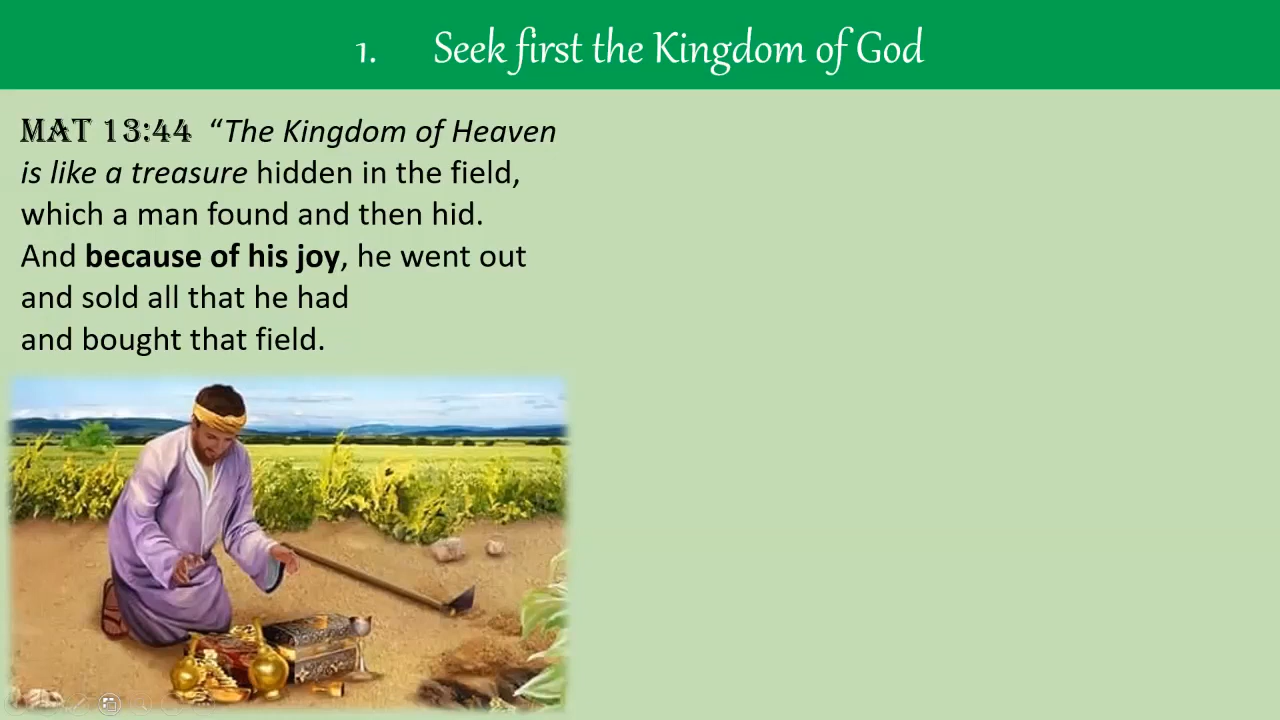 1. Seek first the Kingdom of God
MAT 13:44 “The Kingdom of Heaven
is like a treasure hidden in the field,
which a man found and then hid.
And because of his joy, he went out
and sold all that he had
and bought that field.